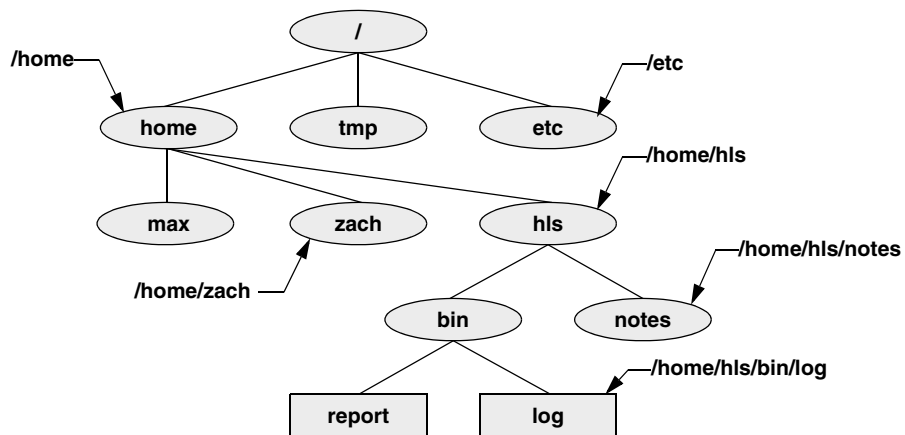 /
/home
/etc
home
tmp
etc
/home/hls
max
zach
hls
/home/hls/notes
/home/zach
bin
notes
/home/hls/bin/log
report
log